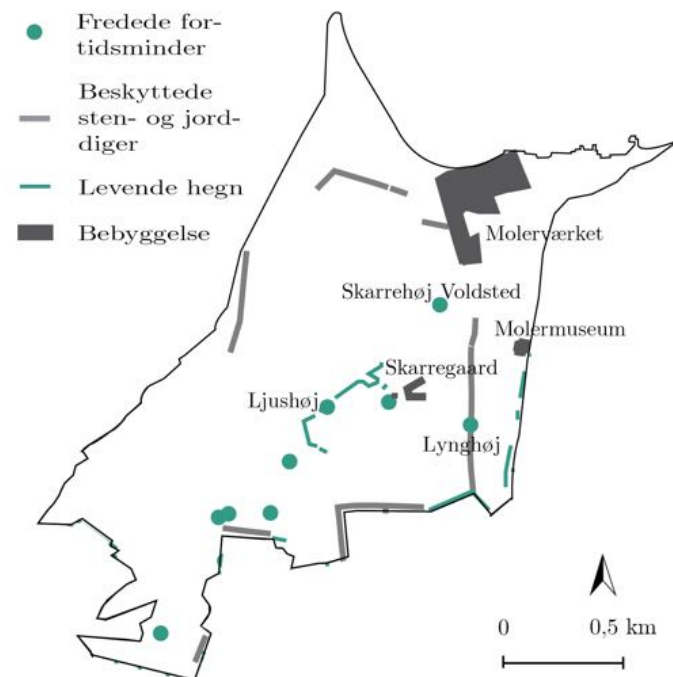 Fredede for-
tidsminder
Beskyttede
sten- og jord-
diger
Levende hegn
Bebyggelse
Molerværket
Skarrehøj Voldsted
Molermuseum
Skarregaard
Ljushøj
Lynghøj
0
0,5 km